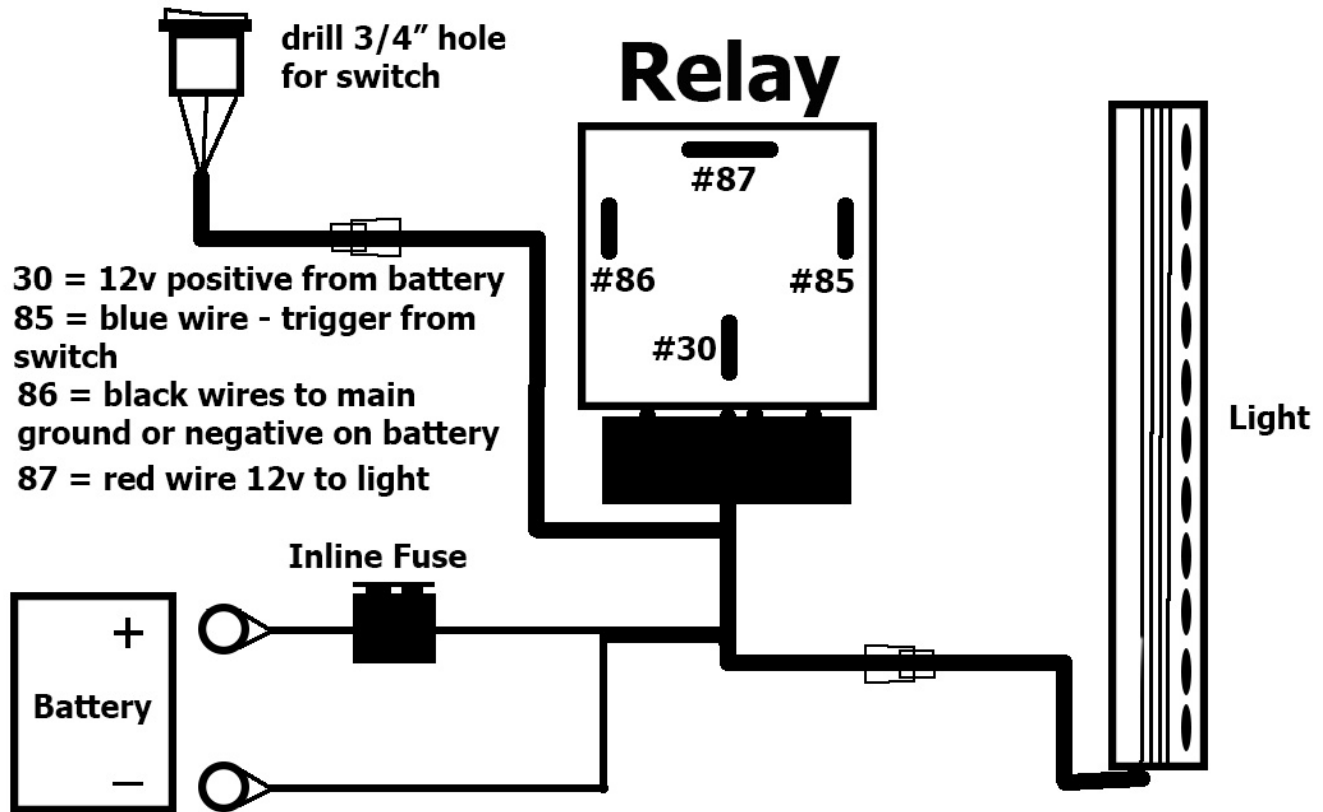 drill 3/4" hole
for switch
Relay
#87
#86
#85
#30
30 = 12v positive from battery
85 = blue wire - trigger from
switch
86 = black wires to main
ground or negative on battery
87 = red wire 12v to light
Light
Inline Fuse
+
Battery
−